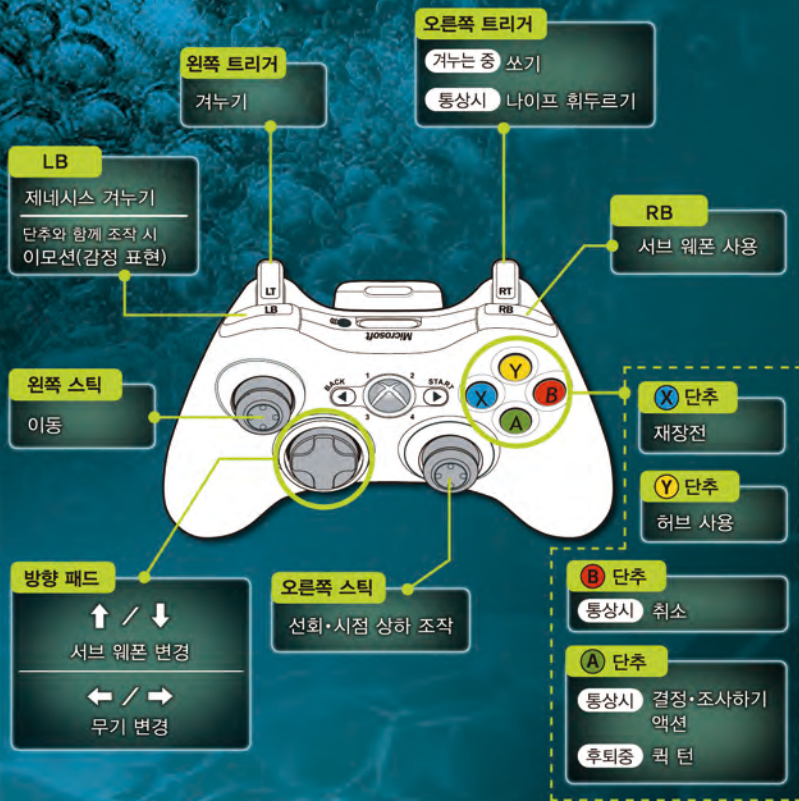 오른쪽 트리거
겨누는 중 쏘기
통상시 나이프 휘두르기
왼쪽 트리거
겨누기
LB
제네시스 겨누기
단추와 함께 조작 시
이모션(감정 표현)
RB
서브 웨폰 사용
LT
LB
RT
RB
Microsoft
BACK
START
1
2
3
4
Y
X
B
A
왼쪽 스틱
이동
X 단추
재장전
Y 단추
허브 사용
방향 패드
↑ / ↓
서브 웨폰 변경
← / →
무기 변경
오른쪽 스틱
선회•시점 상하 조작
B 단추
통상시 취소
A 단추
통상시 결정•조사하기
액션
후퇴중 퀵 턴